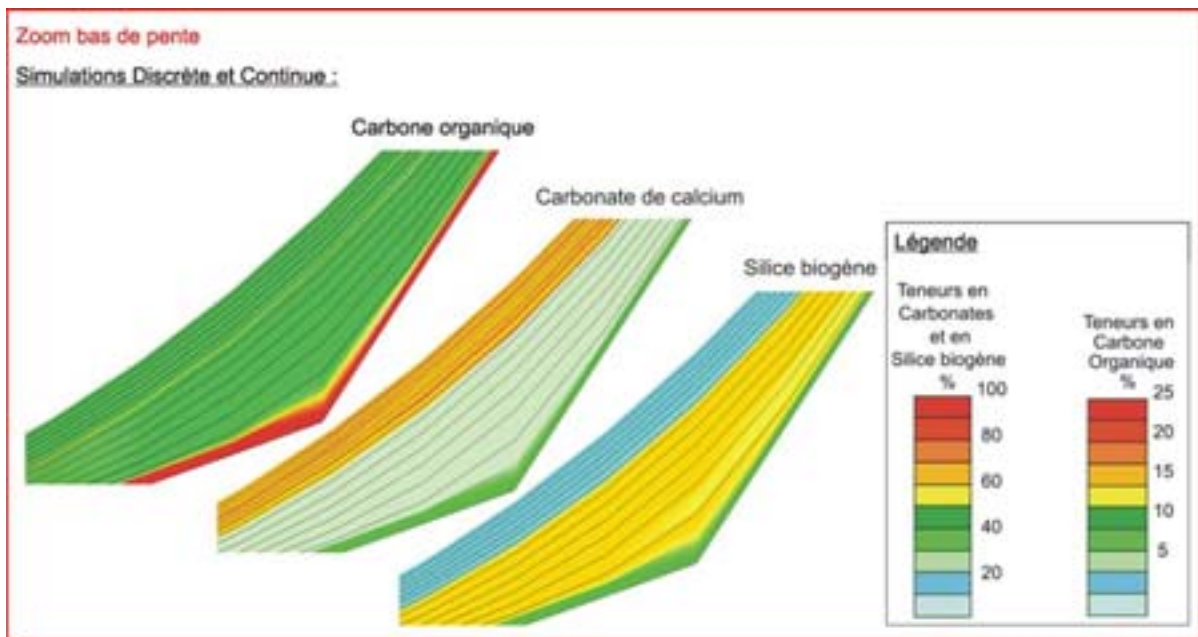 Zoom bas de pente
Simulations Discrète et Continue :
Carbone organique
Carbonate de calcium
Silice biogène
Légende
Teneurs en
Carbonates
et en
Silice biogène
%
100
80
60
40
20
Teneurs en
Carbone
Organique
%
25
20
15
10
5